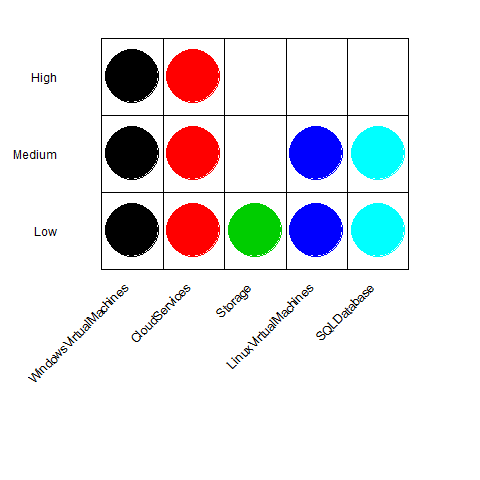 High
Medium
Low
WindowsVirtualMachines
CloudServices
Storage
LinuxVirtualMachines
SQLDatabase